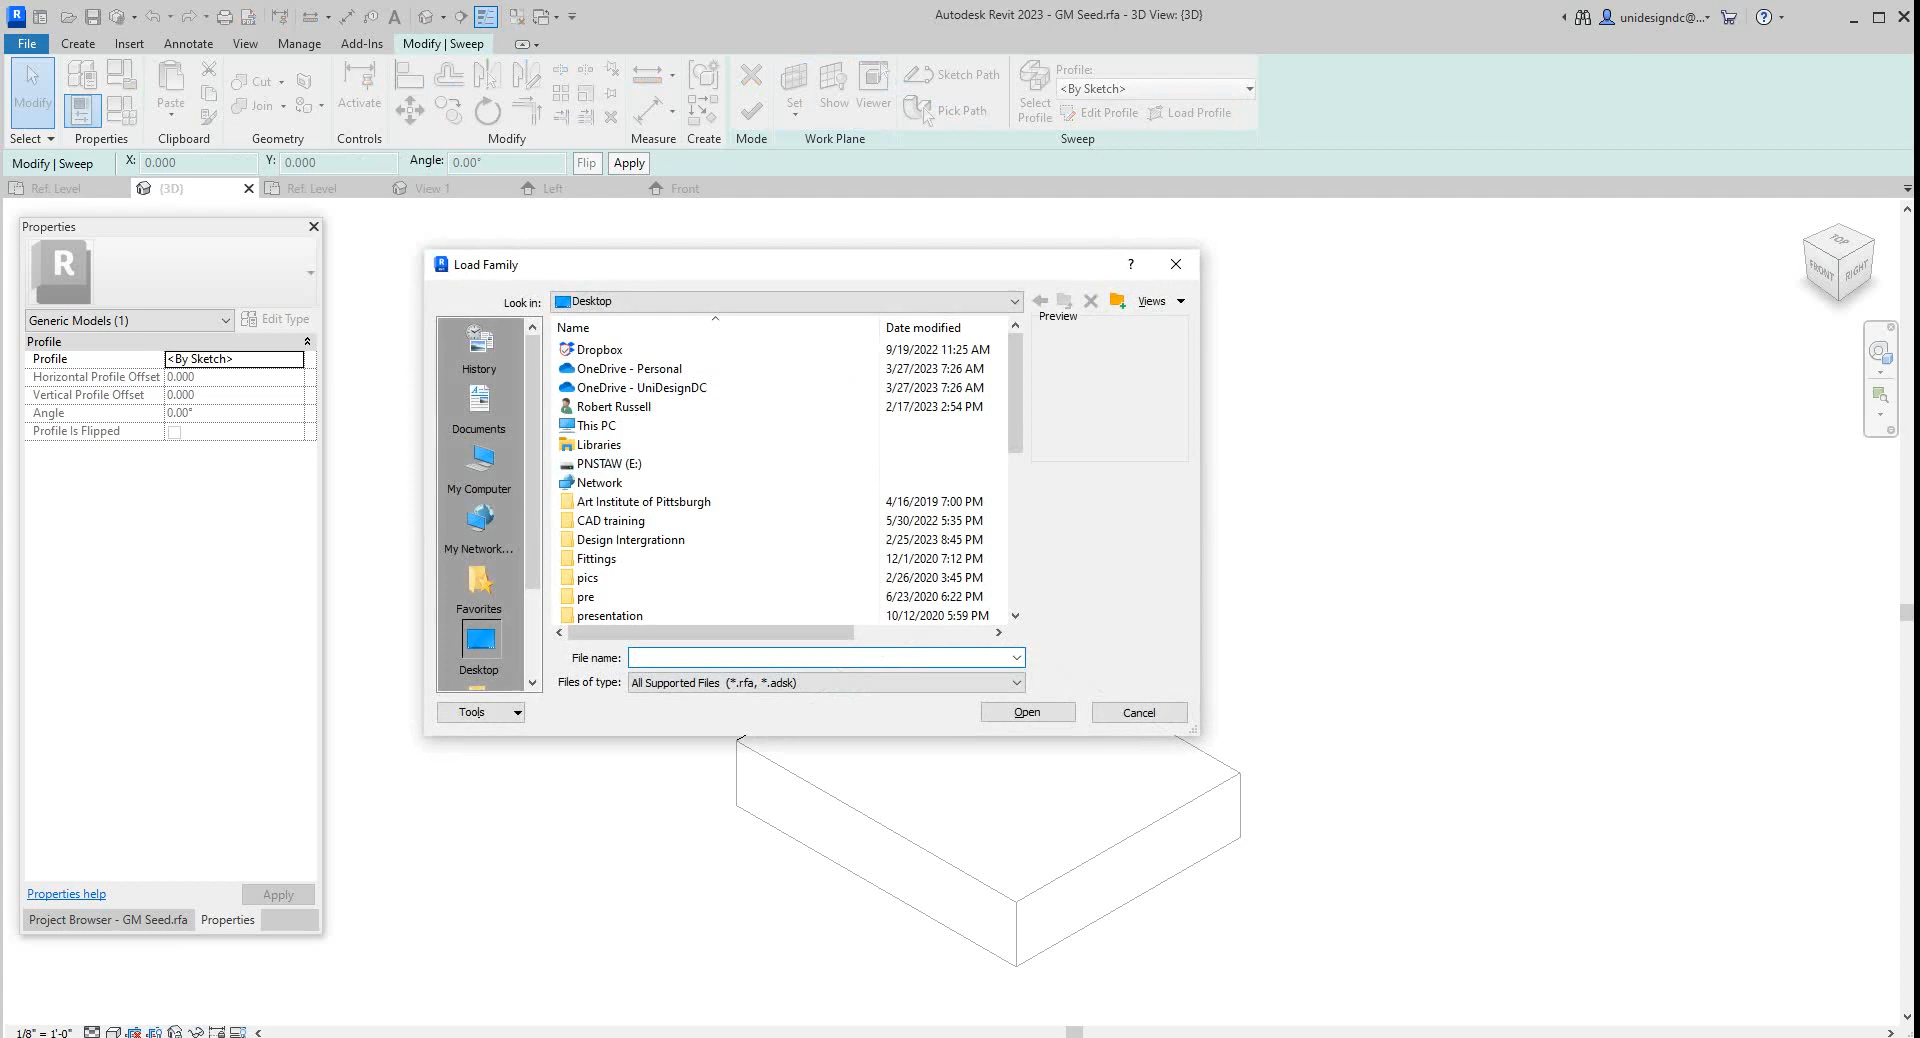 Autodesk Revit 2023 - GM Seed.rfa - 3D View: {3D}
unidesigndc@...
File Create Insert Annotate View Manage Add-Ins Modify | Sweep
Modify
Select
Properties
Paste
Clipboard
Cut
Join
Geometry
Activate
Controls
Modify
Measure
Create
Mode
Set Show Viewer
Work Plane
Sketch Path
Pick Path
Select Profile
Profile:
<By Sketch>
Edit Profile Load Profile
Sweep
Modify | Sweep X: 0.000 Y: 0.000 Angle: 0.00° Flip Apply
Ref. Level {3D} Ref. Level View 1 Left Front
Properties
R
Generic Models (1) Edit Type
Profile
Profile <By Sketch>
Horizontal Profile Offset 0.000
Vertical Profile Offset 0.000
Angle 0.00°
Profile Is Flipped
Properties help Apply
Project Browser - GM Seed.rfa Properties
Load Family ?
Look in: Desktop Views
Preview
History
Documents
My Computer
My Network...
Favorites
Desktop
Name Date modified
Dropbox 9/19/2022 11:25 AM
OneDrive - Personal 3/27/2023 7:26 AM
OneDrive - UniDesignDC 3/27/2023 7:26 AM
Robert Russell 2/17/2023 2:54 PM
This PC
Libraries
PNSTAW (E:)
Network
Art Institute of Pittsburgh 4/16/2019 7:00 PM
CAD training 5/30/2022 5:35 PM
Design Intergrationn 2/25/2023 8:45 PM
Fittings 12/1/2020 7:12 PM
pics 2/26/2020 3:45 PM
pre 6/23/2020 6:22 PM
presentation 10/12/2020 5:59 PM
File name:
Files of type: All Supported Files (*.rfa, *.adsk)
Tools Open Cancel
TOP
FRONT RIGHT
1/8" = 1'-0"